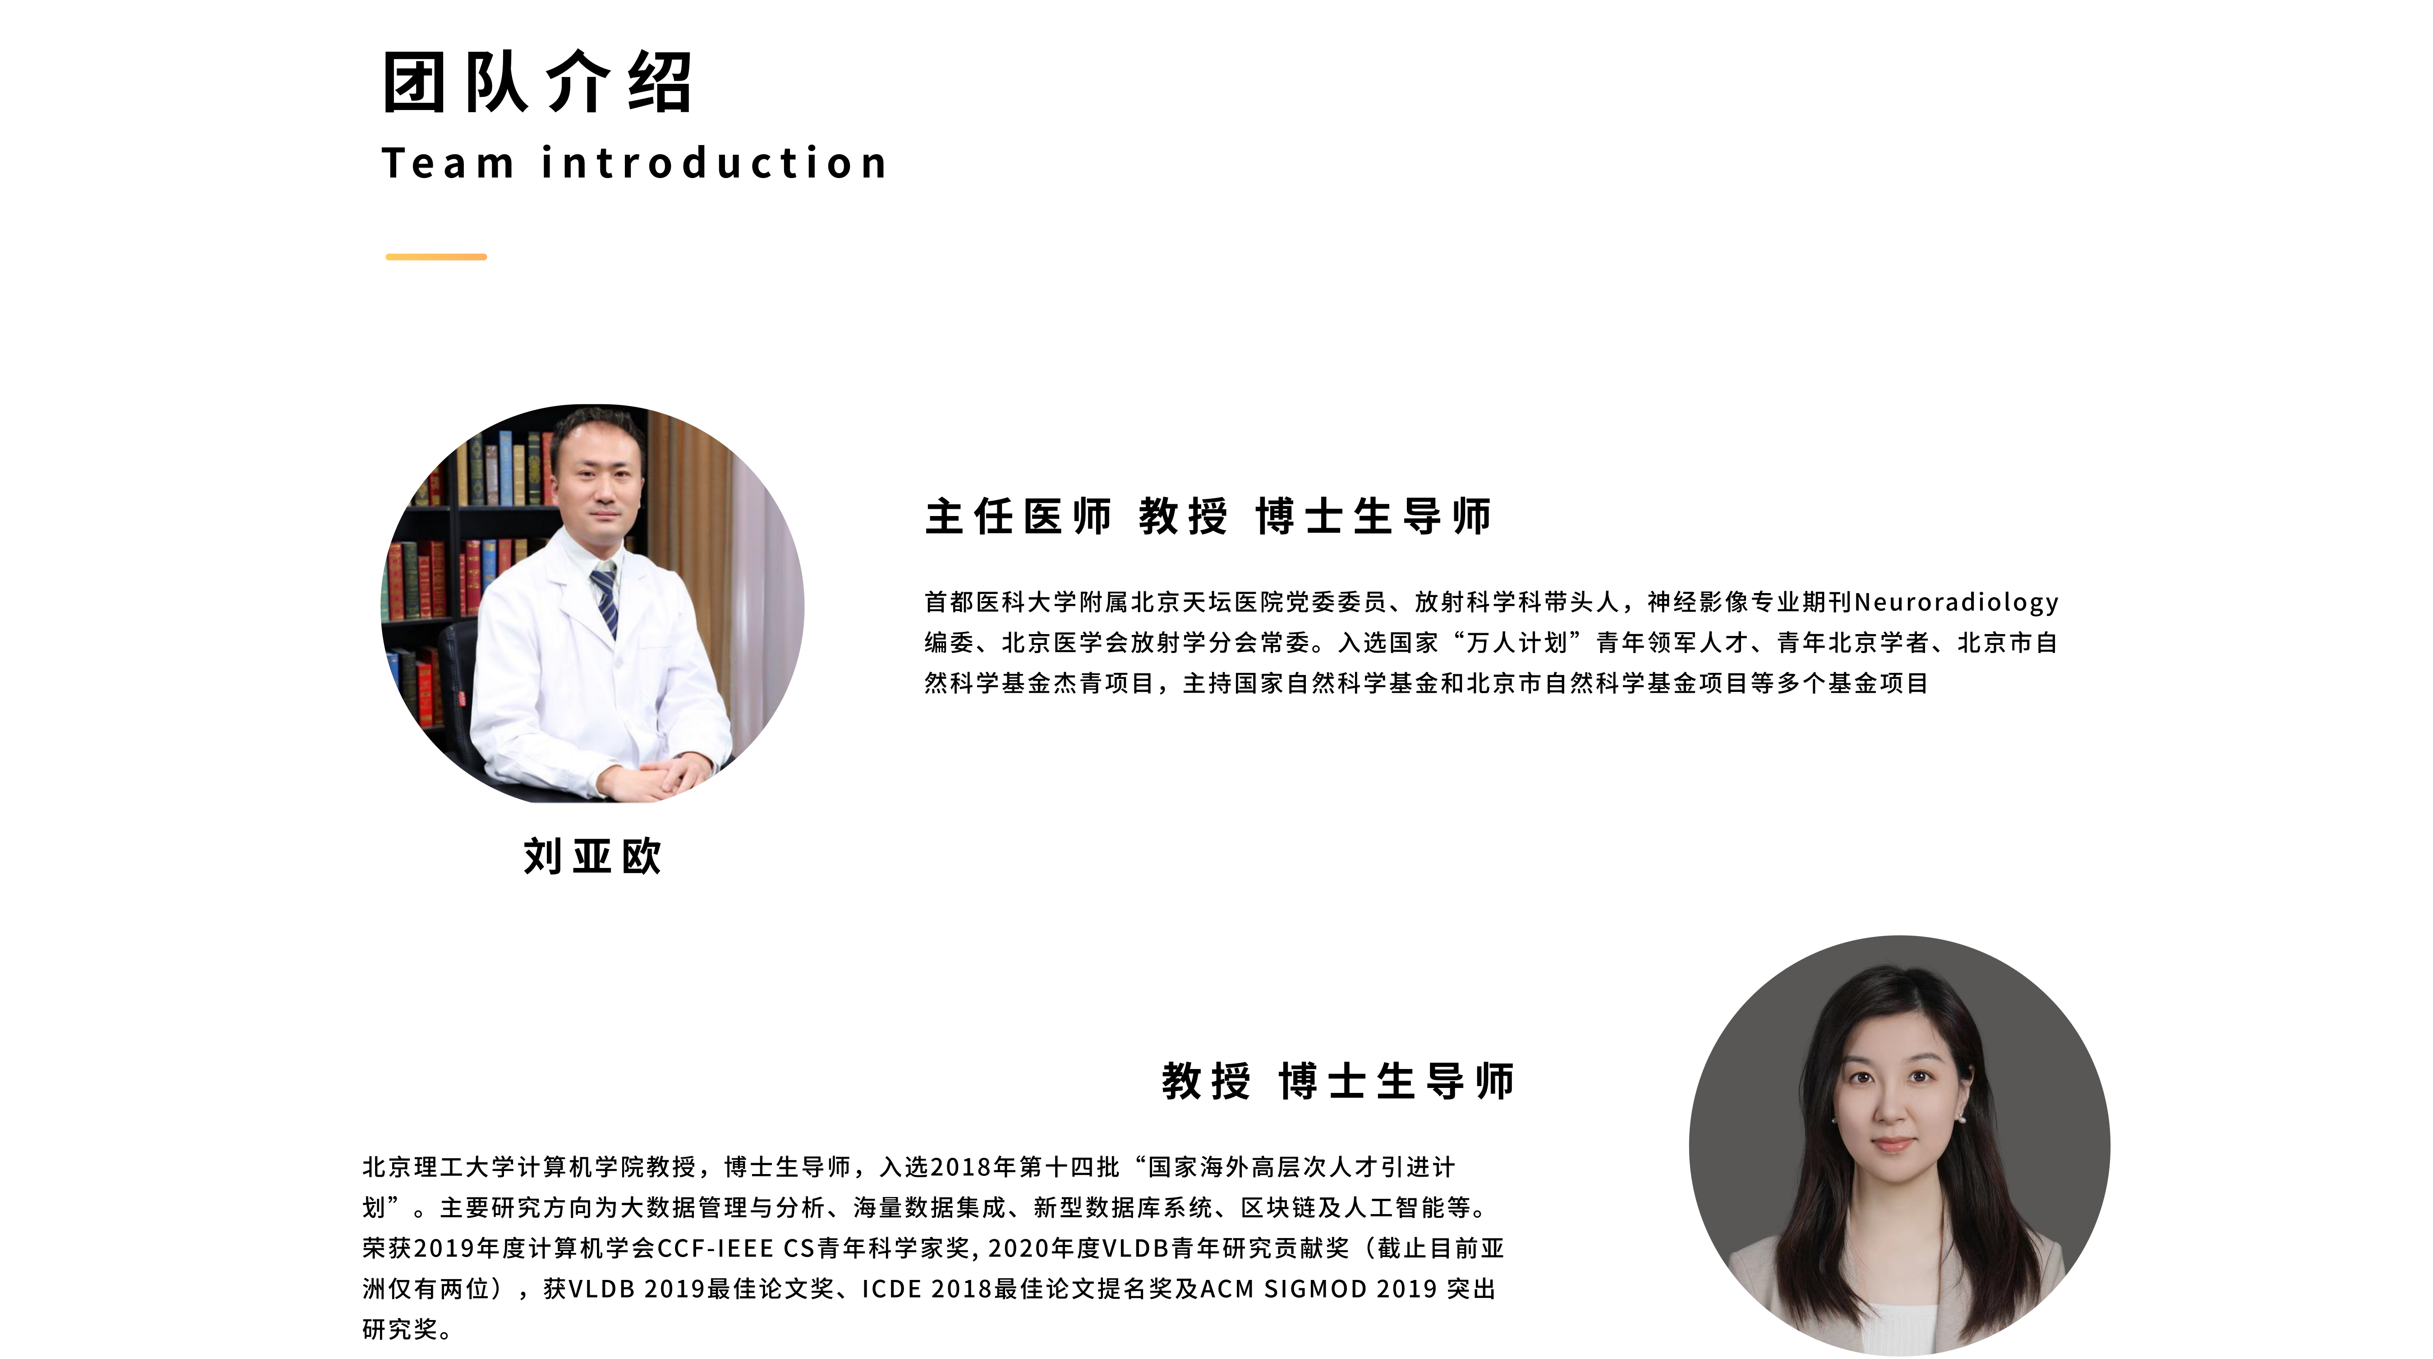 团队介绍
Team introduction
主任医师 教授 博士生导师
首都医科大学附属北京天坛医院党委委员、放射科学科带头人，神经影像专业期刊Neuroradiology
编委、北京医学会放射学分会常委。入选国家“万人计划”青年领军人才、青年北京学者、北京市自
然科学基金杰青项目，主持国家自然科学基金和北京市自然科学基金项目等多个基金项目
刘亚欧
教授 博士生导师
北京理工大学计算机学院教授，博士生导师，入选2018年第十四批“国家海外高层次人才引进计
划”。主要研究方向为大数据管理与分析、海量数据集成、新型数据库系统、区块链及人工智能等。
荣获2019年度计算机学会CCF-IEEE CS青年科学家奖, 2020年度VLDB青年研究贡献奖（截止目前亚
洲仅有两位），获VLDB 2019最佳论文奖、ICDE 2018最佳论文提名奖及ACM SIGMOD 2019 突出
研究奖。